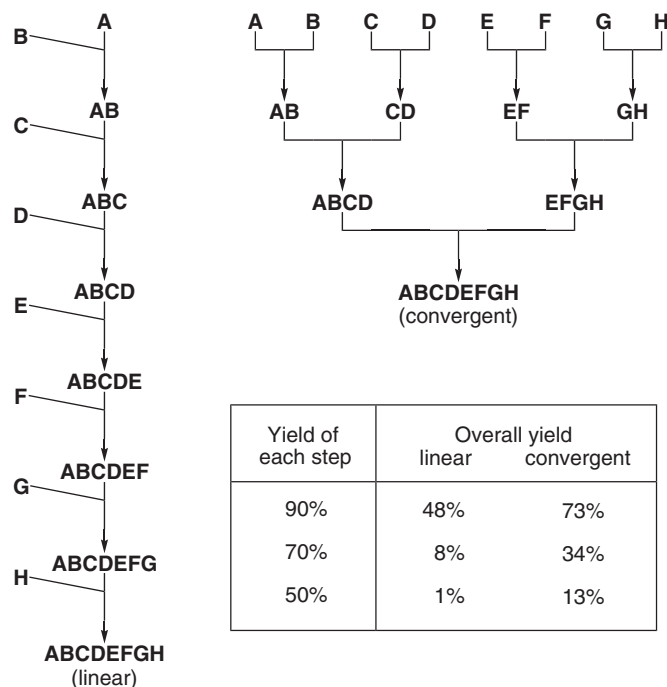 A
B
AB
C
ABC
D
ABCD
E
ABCDE
F
ABCDEF
G
ABCDEFG
H
ABCDEFGH
(linear)
A B C D E F G H
AB CD EF GH
ABCD EFGH
ABCDEFGH
(convergent)
Yield of Overall yield
each step linear convergent
90% 48% 73%
70% 8% 34%
50% 1% 13%